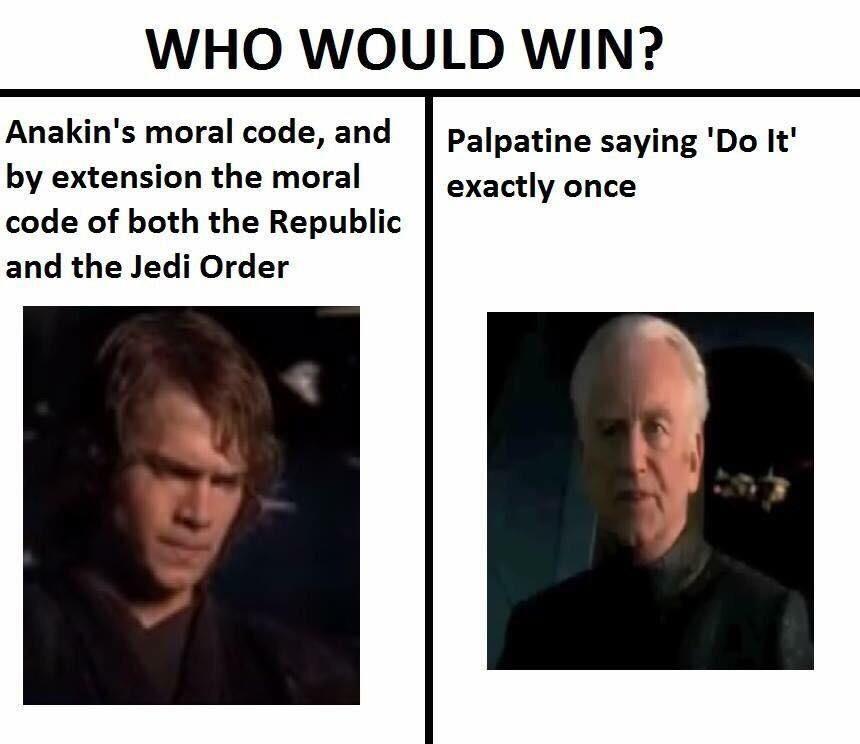 WHO WOULD WIN?
Anakin's moral code, and
by extension the moral
code of both the Republic
and the Jedi Order
Palpatine saying 'Do It'
exactly once